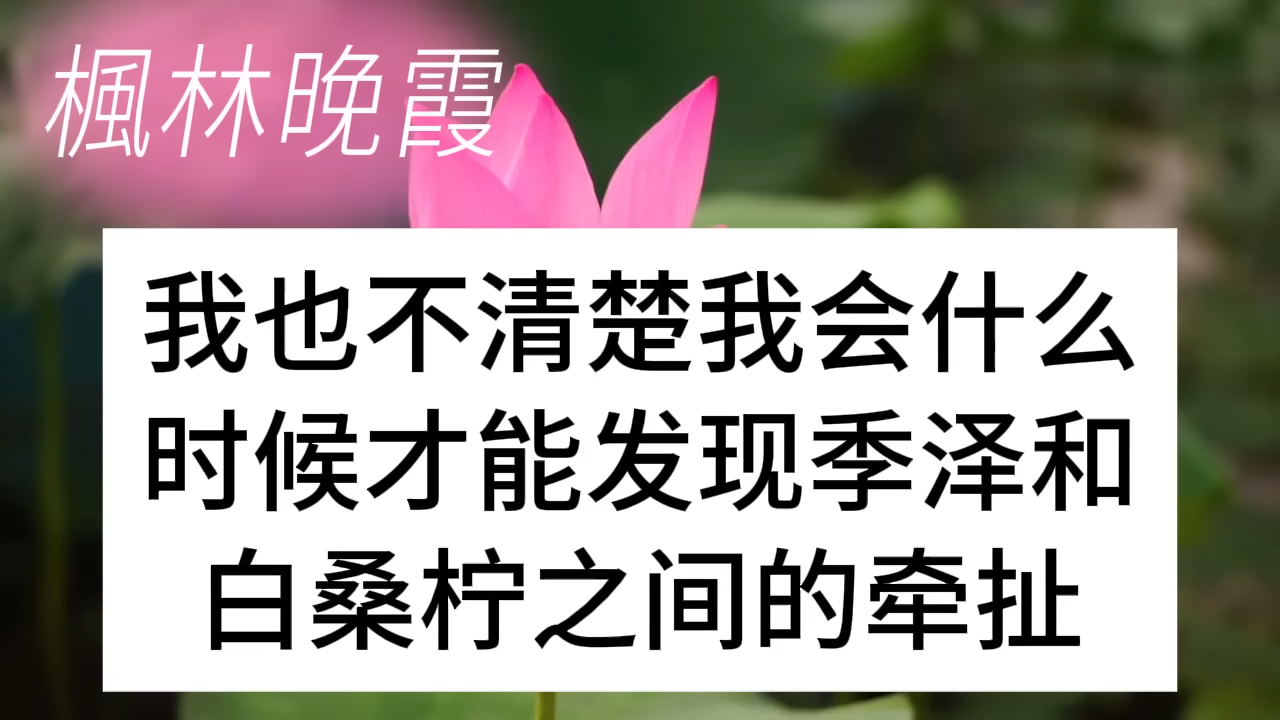 楓林晚霞
我也不清楚我会什么
时候才能发现季泽和
白桑柠之间的牵扯